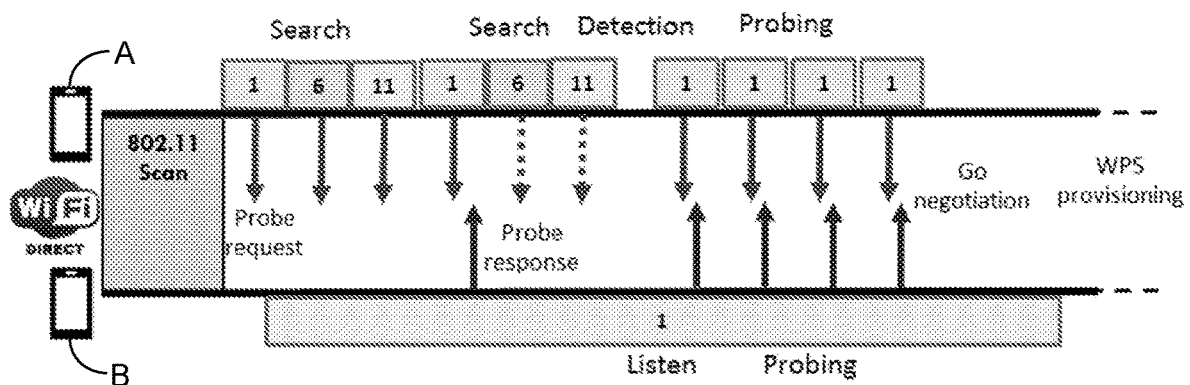 Search Search Detection Probing
A
1 6 11 1 6 11 1 1 1 1
802.11
Scan
Probe
request
Probe
response
Go
negotiation
WPS
provisioning
Wi Fi
DIRECT
1
B
Listen Probing